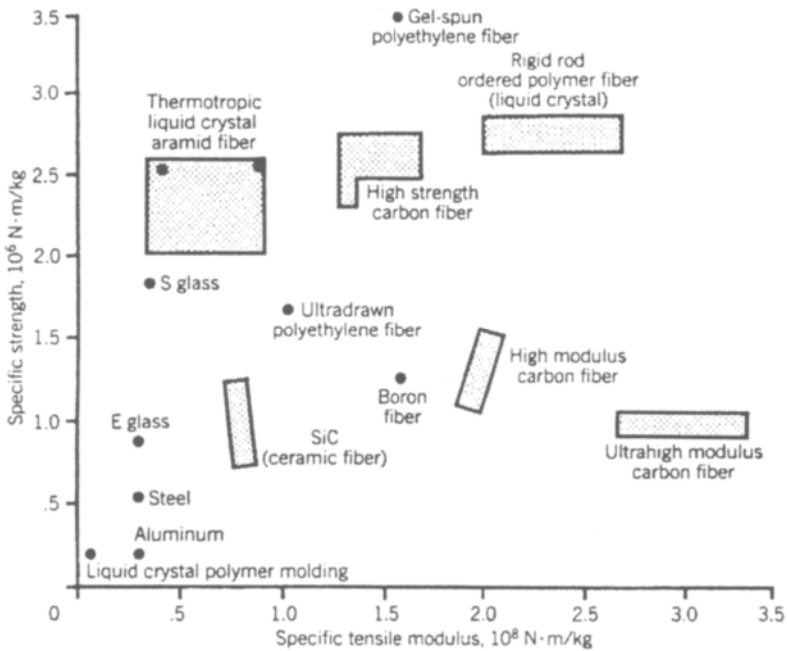 3.5
Gel-spun
polyethylene fiber
Rigid rod
ordered polymer fiber
(liquid crystal)
3.0
Thermotropic
liquid crystal
aramid fiber
2.5
High strength
carbon fiber
2.0
S glass
Ultradrawn
polyethylene fiber
1.5
High modulus
carbon fiber
Boron
fiber
E glass
1.0
SiC
(ceramic fiber)
Ultrahigh modulus
carbon fiber
.5
Steel
Aluminum
Liquid crystal polymer molding
0 .5 1.0 1.5 2.0 2.5 3.0 3.5
Specific tensile modulus, 10⁸ N·m/kg
Specific strength, 10⁶ N·m/kg